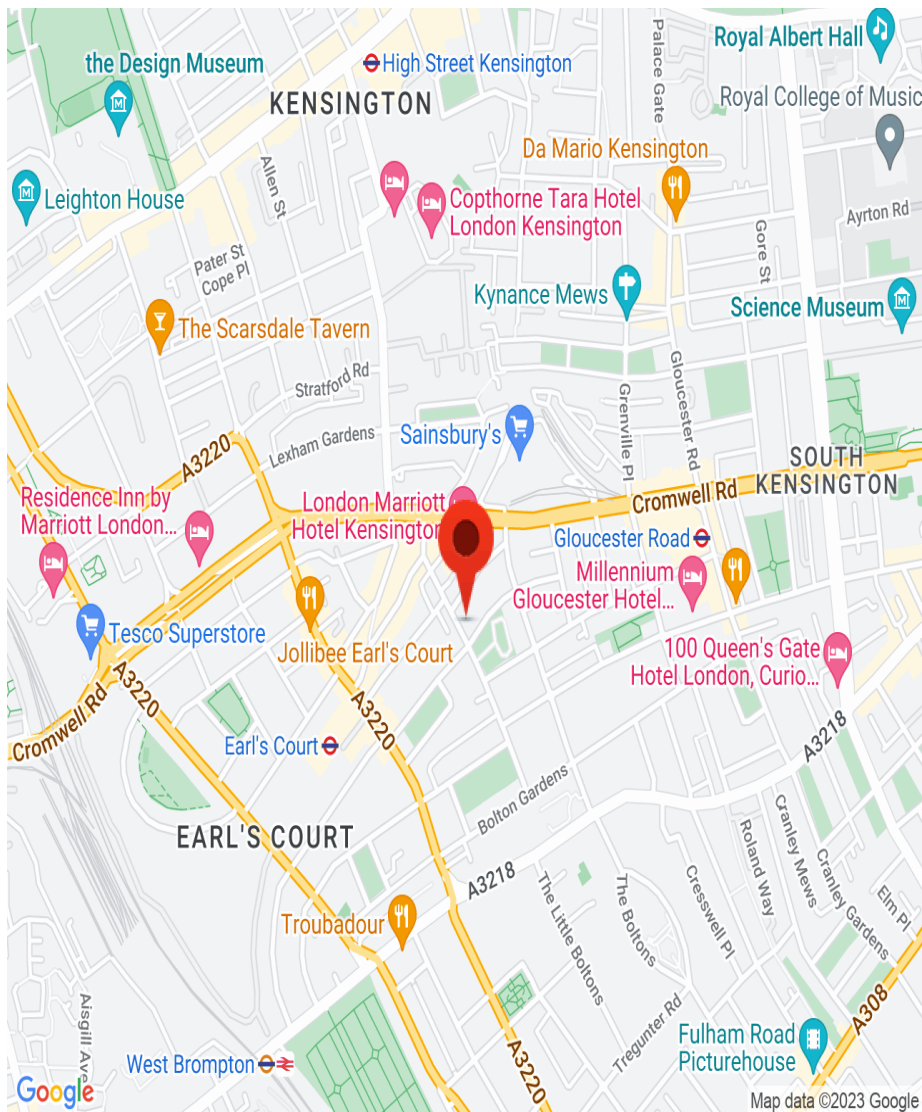 Royal Albert Hall
the Design Museum
High Street Kensington
KENSINGTON
Palace Gate
Royal College of Music
Da Mario Kensington
Allen St
Leighton House
Copthorne Tara Hotel
London Kensington
Ayrton Rd
Gore St
Pater St
Cope Pl
Kynance Mews
Science Museum
The Scarsdale Tavern
Stratford Rd
Gloucester Rd
Grenville Pl
Lexham Gardens
Sainsbury's
A3220
SOUTH
KENSINGTON
Residence Inn by
Marriott London...
London Marriott
Hotel Kensington
Cromwell Rd
Gloucester Road
Millennium
Gloucester Hotel...
Tesco Superstore
Jollibee Earl's Court
100 Queen's Gate
Hotel London, Curio...
A3220
Cromwell Rd
A3220
Earl's Court
A3218
Bolton Gardens
EARL'S COURT
A3218
Cranley Mews
Roland Way
Cranley Gardens
Cresswell Pl
The Boltons
The Little Boltons
Elm Pl
Troubadour
Aisgill Ave
Tregunter Rd
A308
Fulham Road
Picturehouse
West Brompton
A3220
Google
Map data ©2023 Google